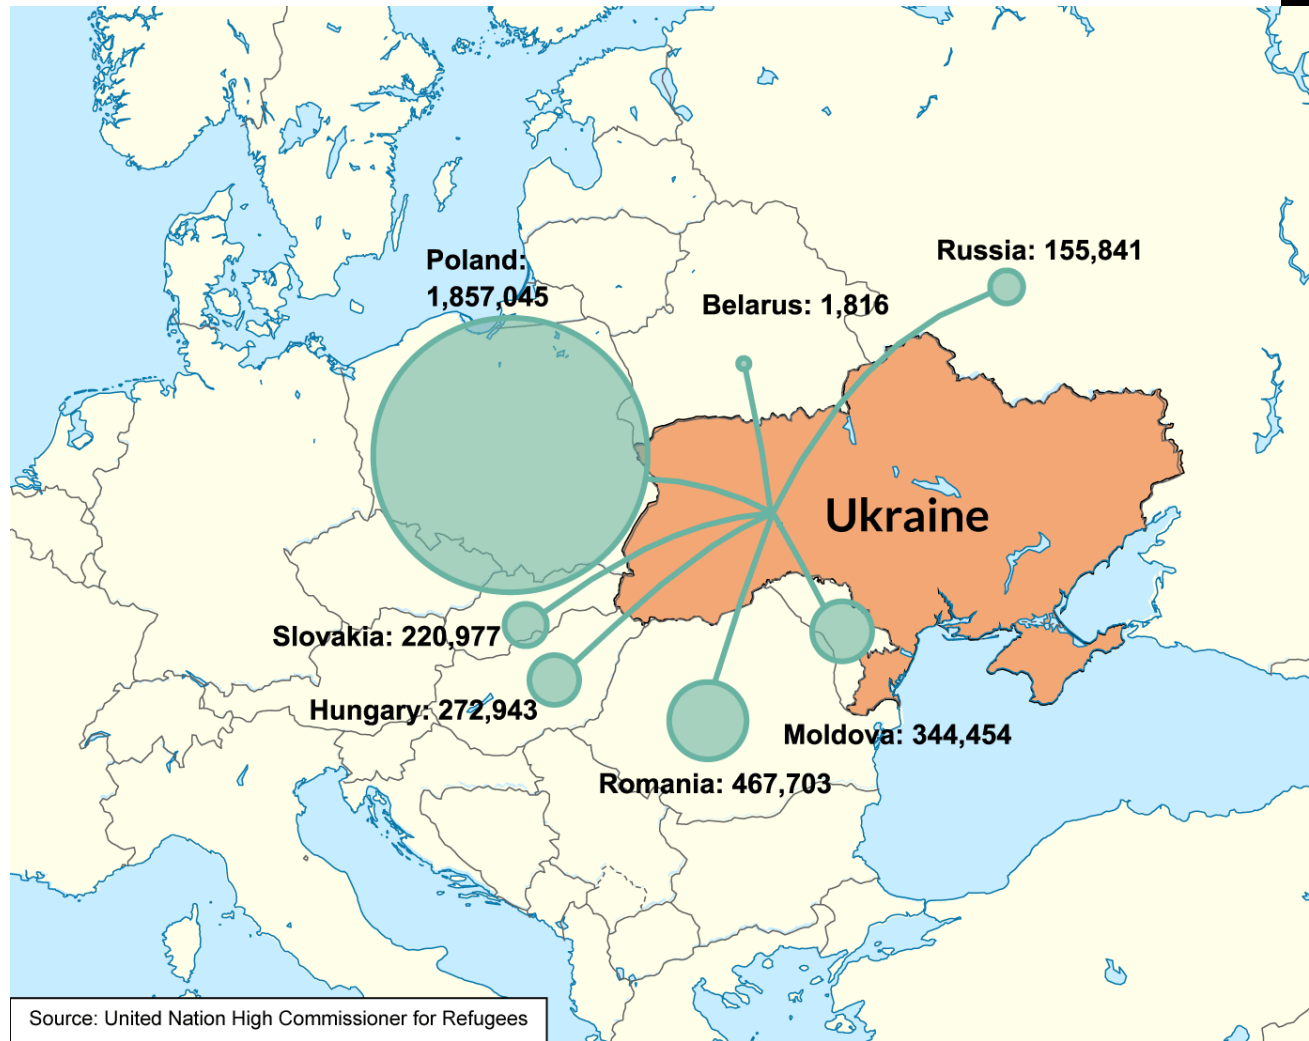 Poland:
1,857,045
Russia: 155,841
Belarus: 1,816
Ukraine
Slovakia: 220,977
Hungary: 272,943
Moldova: 344,454
Romania: 467,703
Source: United Nation High Commissioner for Refugees